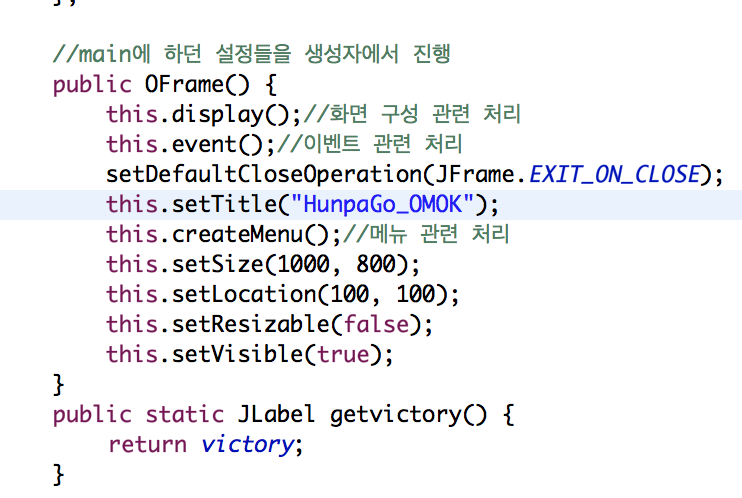 };
//main에 하던 설정들을 생성자에서 진행
public OFrame() {
this.display();//화면 구성 관련 처리
this.event();//이벤트 관련 처리
setDefaultCloseOperation(JFrame.EXIT_ON_CLOSE);
this.setTitle("HunpaGo_OMOK");
this.createMenu();//메뉴 관련 처리
this.setSize(1000, 800);
this.setLocation(100, 100);
this.setResizable(false);
this.setVisible(true);
}
public static JLabel getvictory() {
return victory;
}